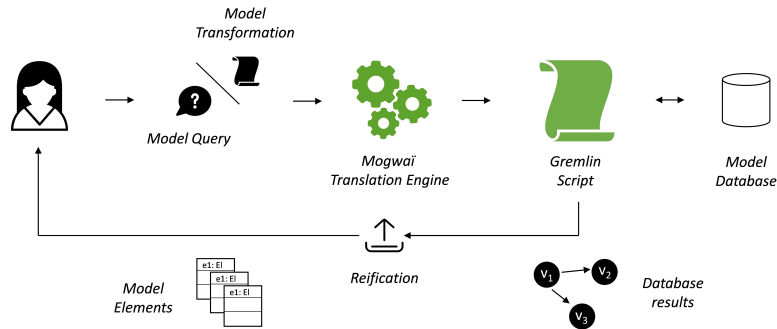 Model
Transformation
?
Model Query
Mogwaï
Translation Engine
Gremlin
Script
Model
Database
Reification
Model
Elements
e1: El
e1: El
e1: El
V1
V2
V3
Database
results